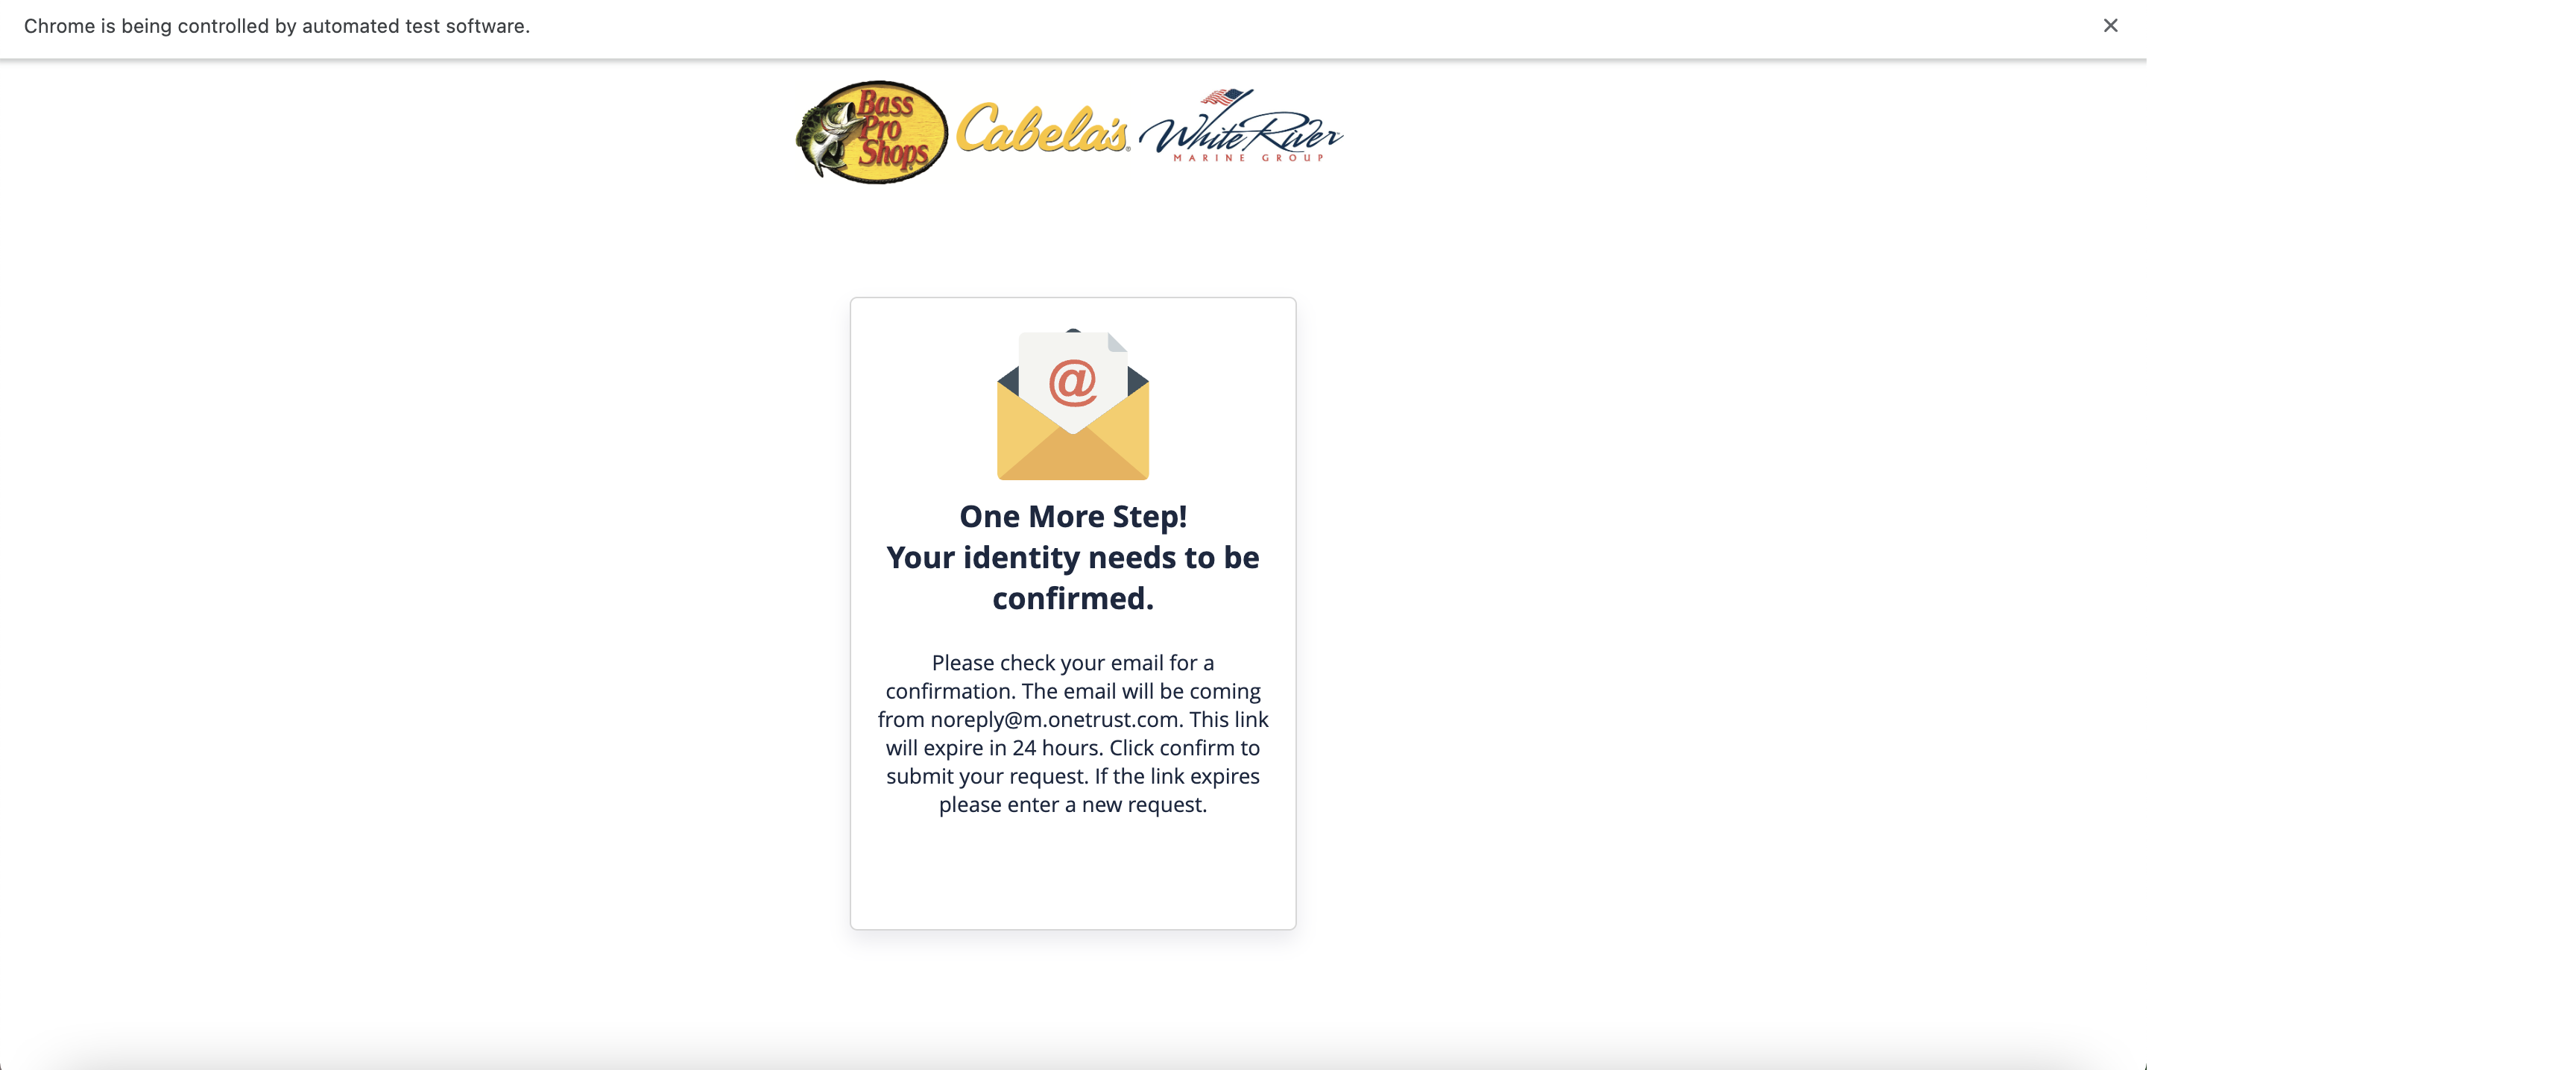 Chrome is being controlled by automated test software.
Bass
Pro
Shops
Cabela's
White River
MARINE GROUP
@
One More Step!
Your identity needs to be
confirmed.
Please check your email for a
confirmation. The email will be coming
from noreply@m.onetrust.com. This link
will expire in 24 hours. Click confirm to
submit your request. If the link expires
please enter a new request.